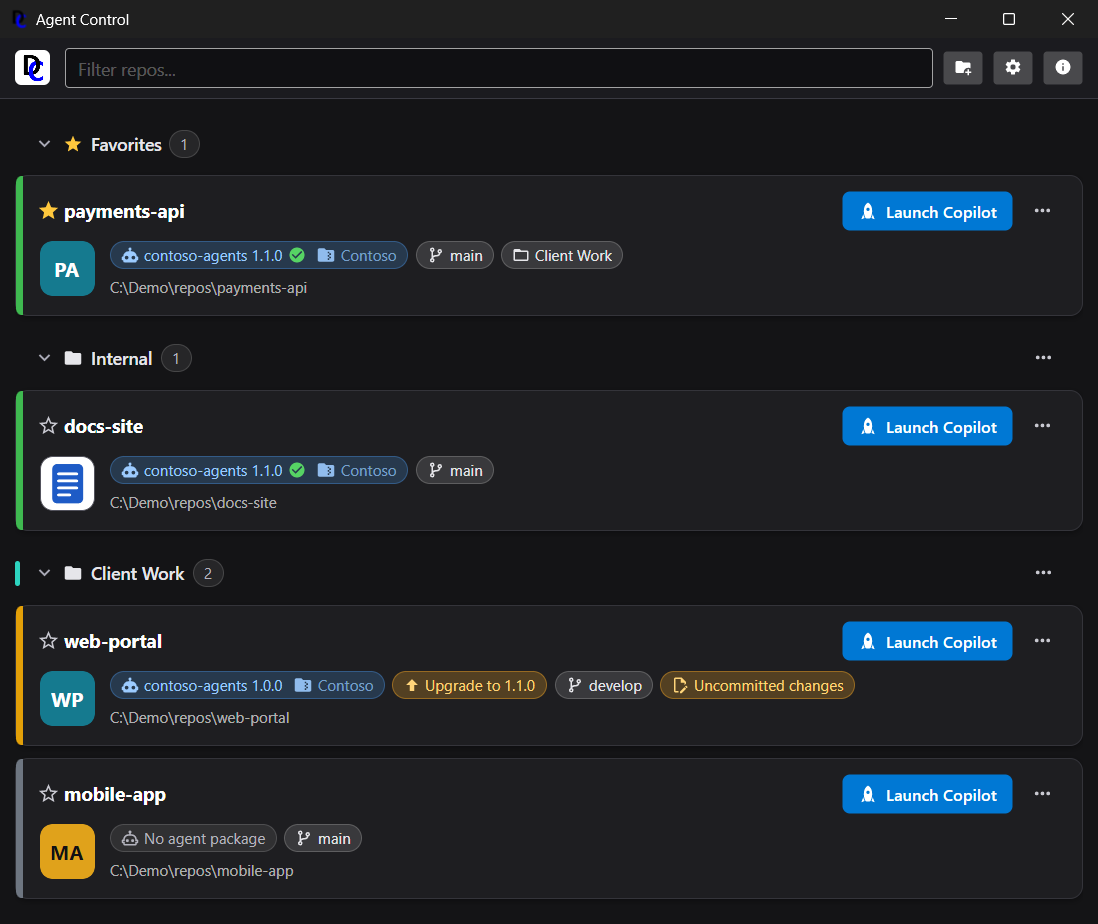 Agent Control
Filter repos...
Favorites 1
payments-api Launch Copilot
PA contoso-agents 1.1.0 Contoso main Client Work
C:\Demo\repos\payments-api
Internal 1
docs-site Launch Copilot
contoso-agents 1.1.0 Contoso main
C:\Demo\repos\docs-site
Client Work 2
web-portal Launch Copilot
WP contoso-agents 1.0.0 Contoso Upgrade to 1.1.0 develop Uncommitted changes
C:\Demo\repos\web-portal
mobile-app Launch Copilot
MA No agent package main
C:\Demo\repos\mobile-app